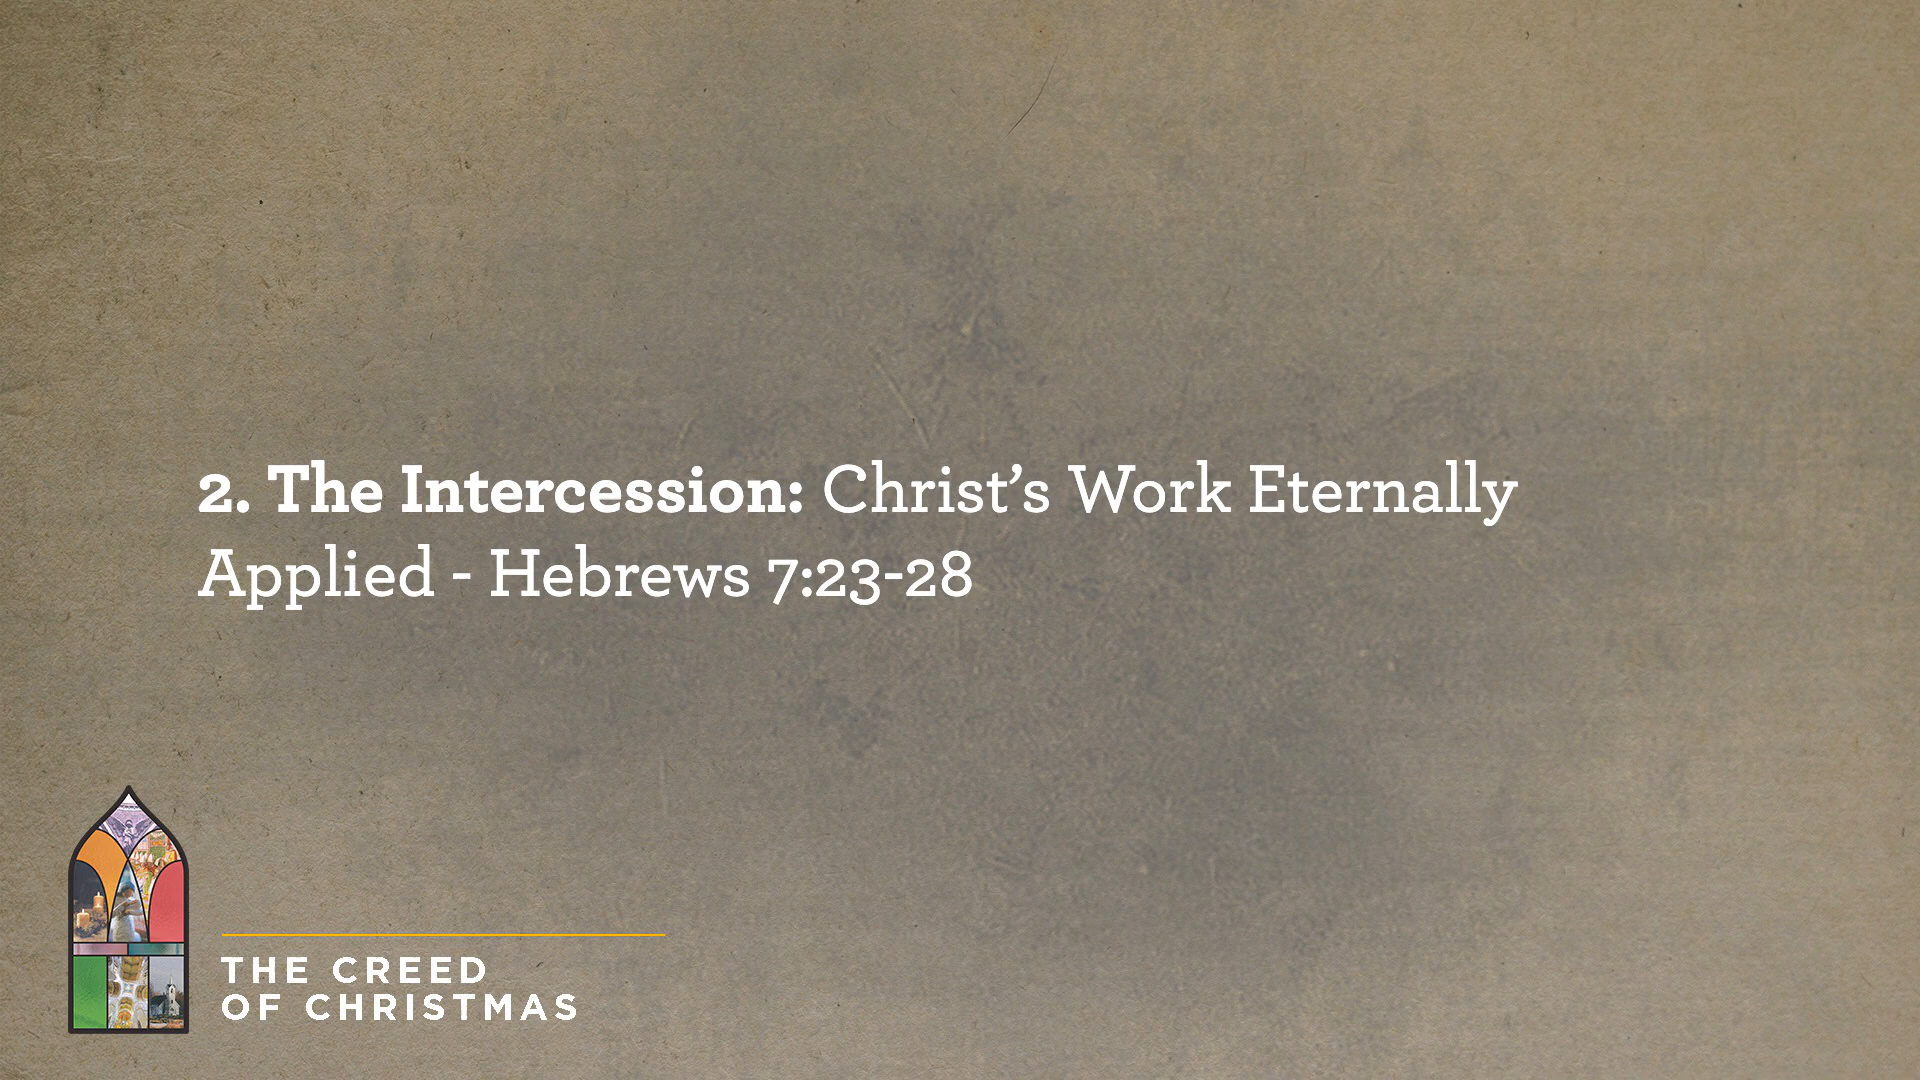 2. The Intercession: Christ’s Work Eternally
Applied - Hebrews 7:23-28
THE CREED
OF CHRISTMAS